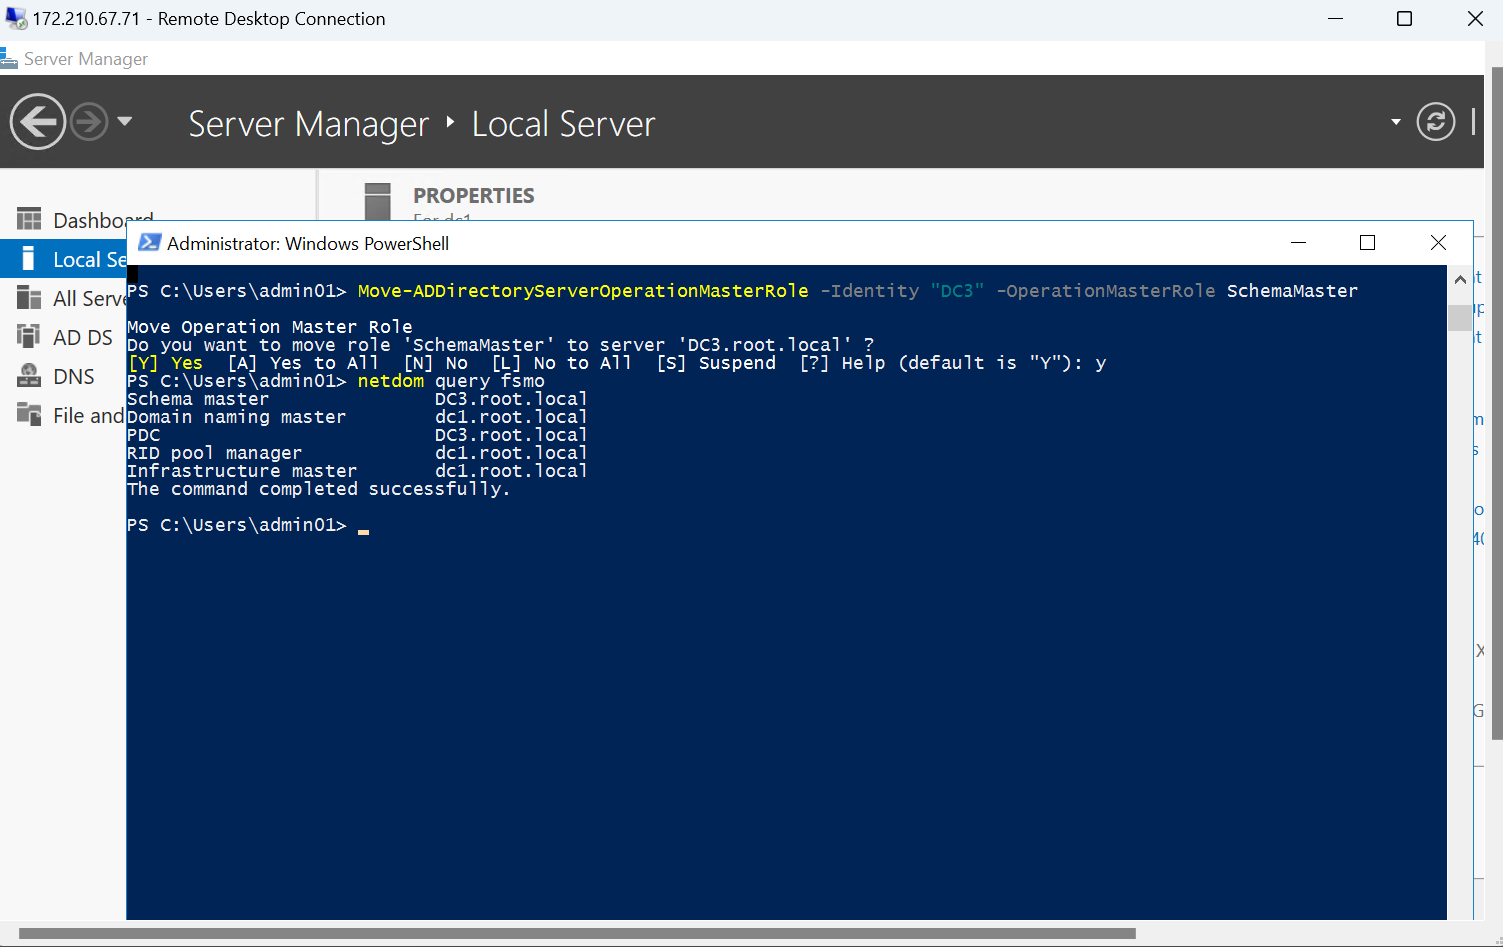 172.210.67.71 - Remote Desktop Connection
Server Manager
Server Manager Local Server
PROPERTIES
Dashboard
For dc1
Administrator: Windows PowerShell
Local Se
All Serve
AD DS
DNS
File and
PS C:\Users\admin01> Move-ADDirectoryServerOperationMasterRole -Identity "DC3" -OperationMasterRole SchemaMaster
Move Operation Master Role
Do you want to move role 'SchemaMaster' to server 'DC3.root.local' ?
[Y] Yes [A] Yes to All [N] No [L] No to All [S] Suspend [?] Help (default is "Y"): y
PS C:\Users\admin01> netdom query fsmo
Schema master DC3.root.local
Domain naming master dc1.root.local
PDC DC3.root.local
RID pool manager dc1.root.local
Infrastructure master dc1.root.local
The command completed successfully.
PS C:\Users\admin01>